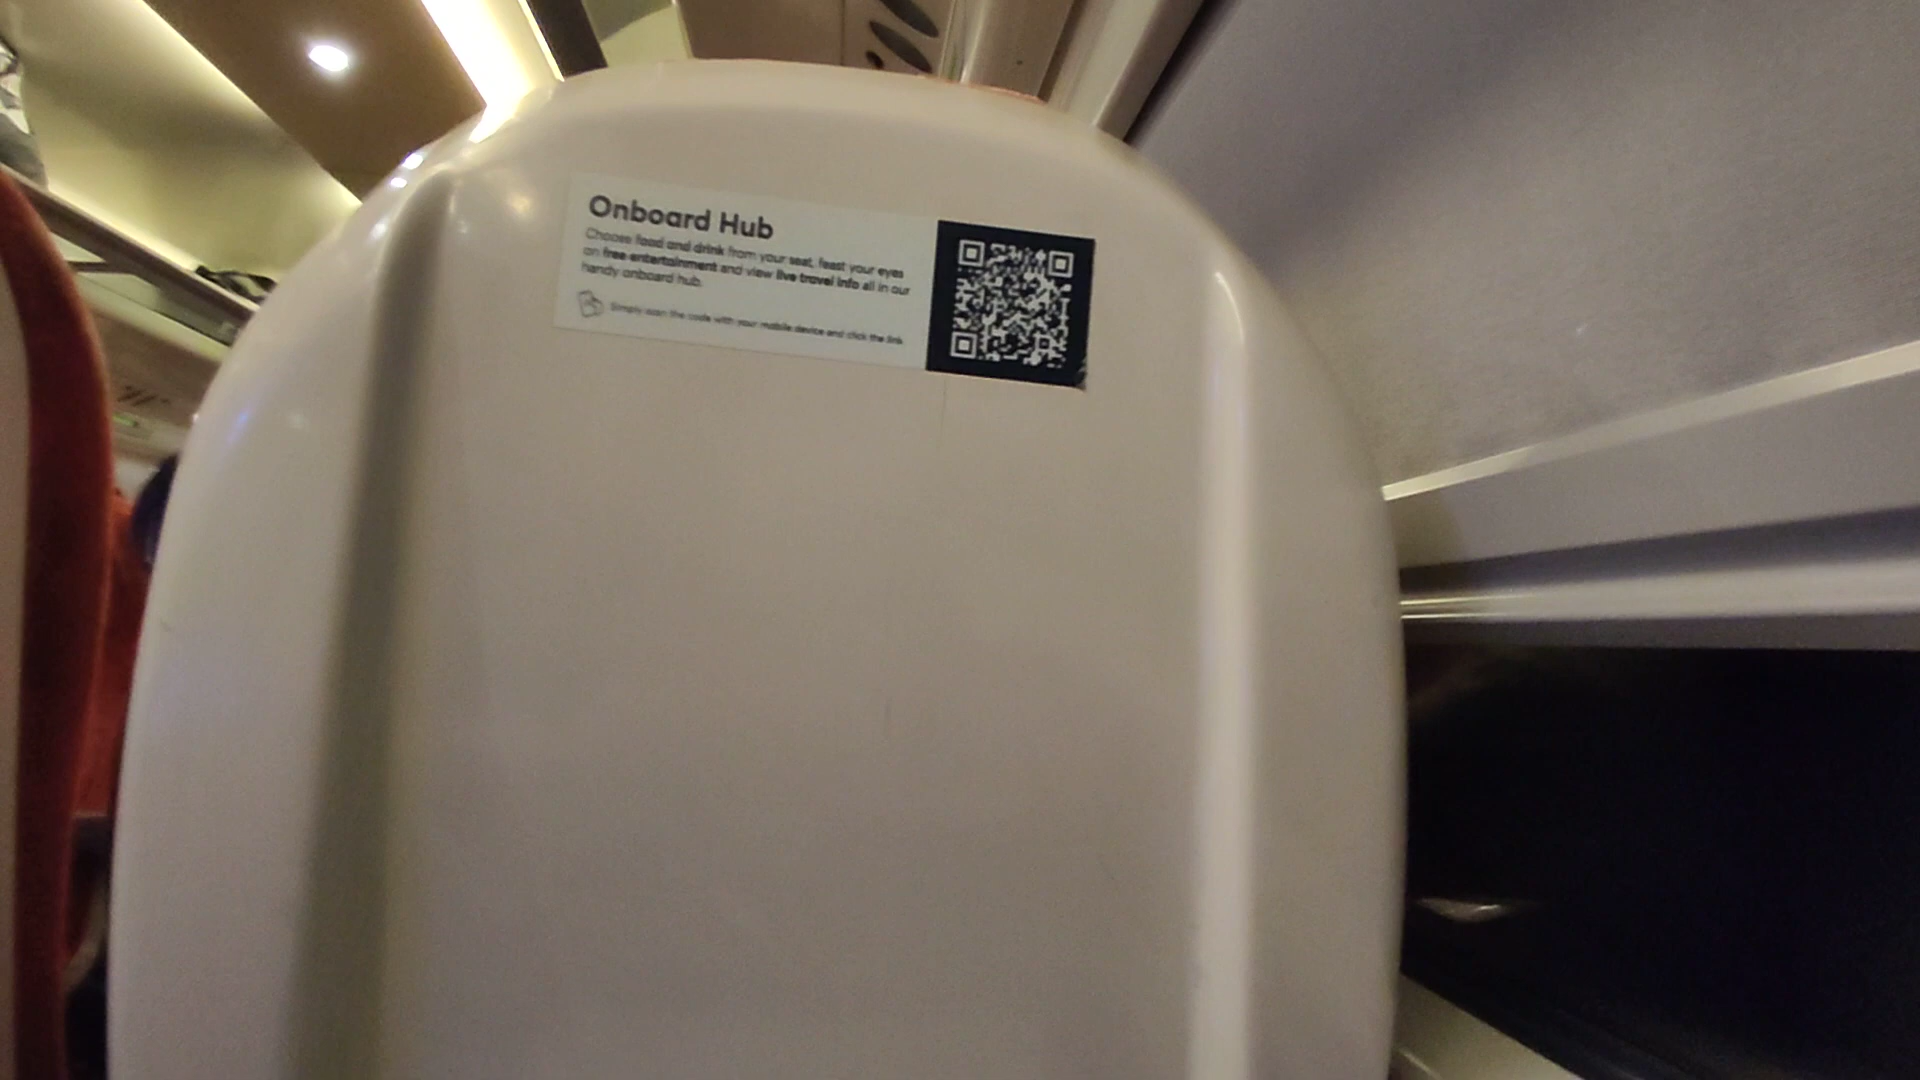 Onboard Hub
Choose food and drink from your seat, feast your eyes
on free entertainment and view live travel info all in our
handy onboard hub.
Simply scan the code with your mobile device and click the link